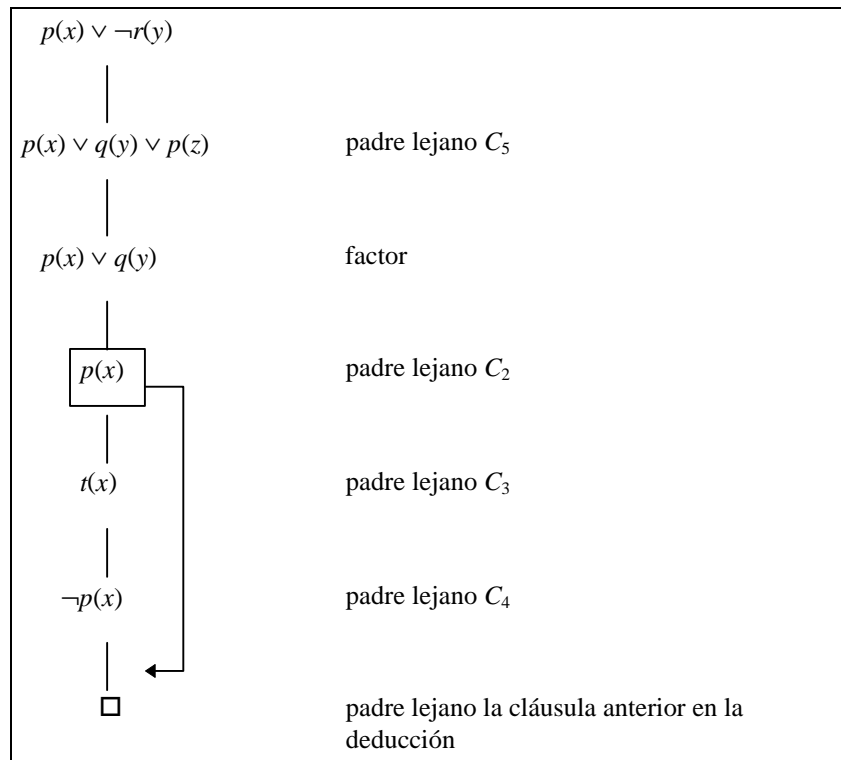 p(x) ∨ ¬r(y)
p(x) ∨ q(y) ∨ p(z) padre lejano C₅
p(x) ∨ q(y) factor
p(x) padre lejano C₂
t(x) padre lejano C₃
¬p(x) padre lejano C₄
□ padre lejano la cláusula anterior en la
deducción